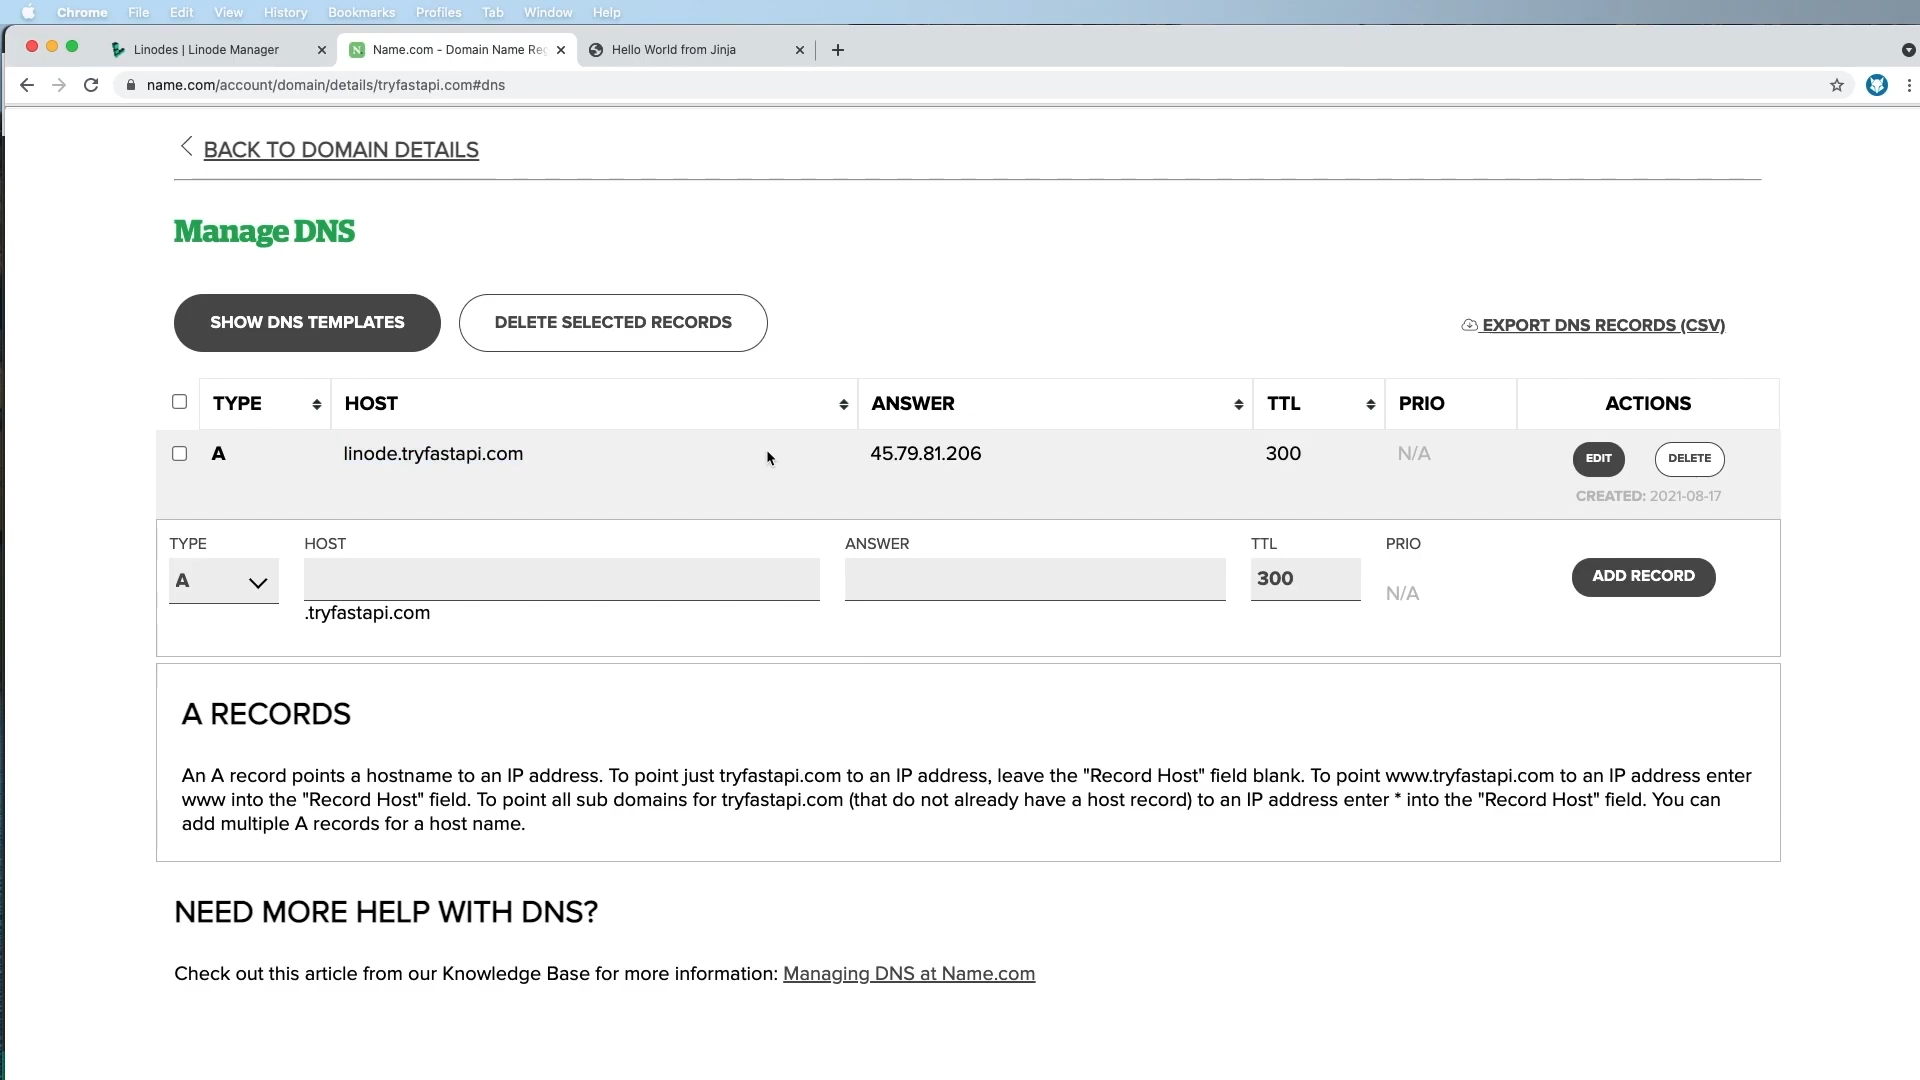 Chrome File Edit View History Bookmarks Profiles Tab Window Help
Linodes | Linode Manager Name.com - Domain Name Reg Hello World from Jinja
name.com/account/domain/details/tryfastapi.com#dns
BACK TO DOMAIN DETAILS
Manage DNS
SHOW DNS TEMPLATES DELETE SELECTED RECORDS EXPORT DNS RECORDS (CSV)
TYPE HOST ANSWER TTL PRIO ACTIONS
A linode.tryfastapi.com 45.79.81.206 300 N/A EDIT DELETE
CREATED: 2021-08-17
TYPE HOST ANSWER TTL PRIO
A 300 N/A ADD RECORD
.tryfastapi.com
A RECORDS
An A record points a hostname to an IP address. To point just tryfastapi.com to an IP address, leave the "Record Host" field blank. To point www.tryfastapi.com to an IP address enter
www into the "Record Host" field. To point all sub domains for tryfastapi.com (that do not already have a host record) to an IP address enter * into the "Record Host" field. You can
add multiple A records for a host name.
NEED MORE HELP WITH DNS?
Check out this article from our Knowledge Base for more information: Managing DNS at Name.com